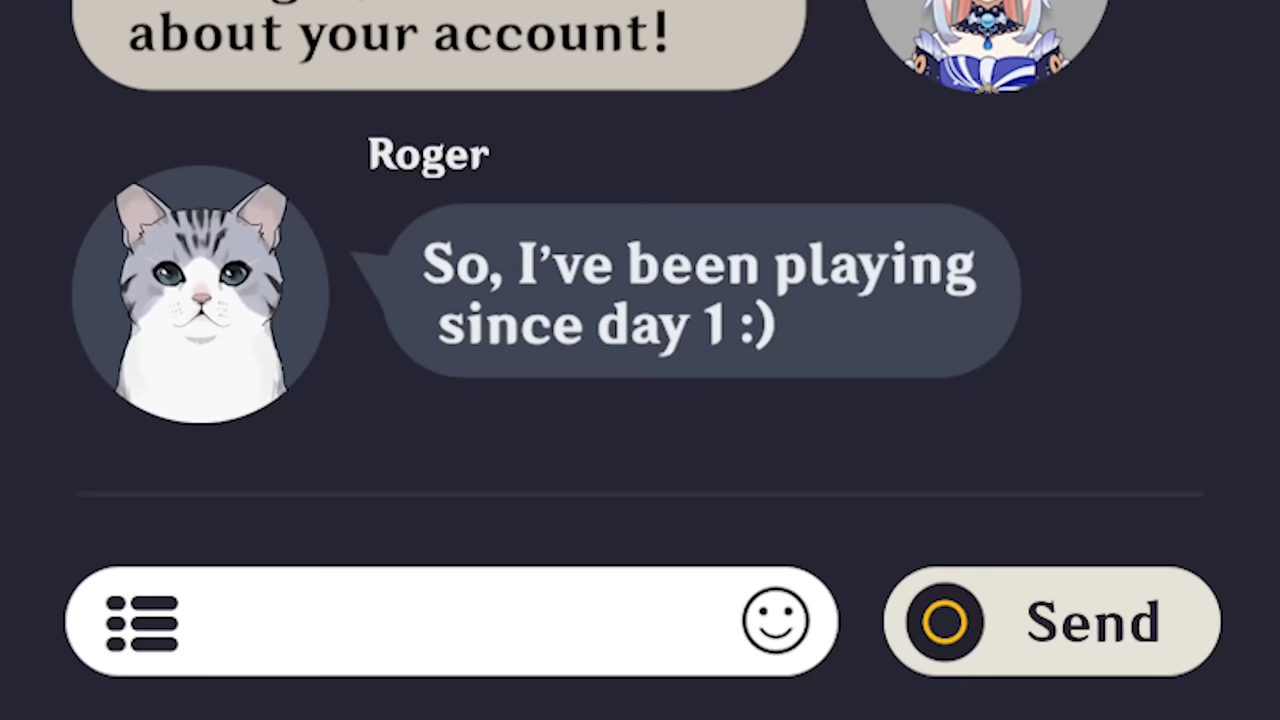 about your account!
Roger
So, I've been playing
since day 1 :)
Send